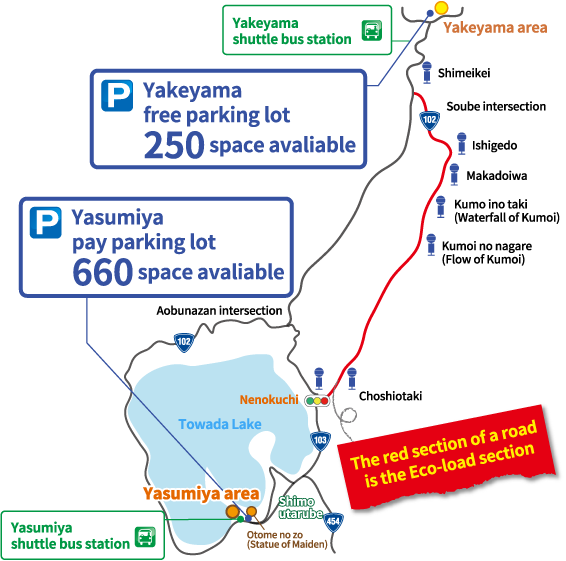 Yakeyama
shuttle bus station
Yakeyama area
P
Yakeyama
free parking lot
250 space avaliable
Shimeikei
Soube intersection
102
Ishigedo
Makadoiwa
Kumo ino taki
(Waterfall of Kumoi)
Kumoi no nagare
(Flow of Kumoi)
P
Yasumiya
pay parking lot
660 space avaliable
Aobunazan intersection
102
Nenokuchi
Choshiotaki
Towada Lake
103
The red section of a road
is the Eco-load section
Yasumiya area
Shimo
utarube
454
Yasumiya
shuttle bus station
Otome no zo
(Statue of Maiden)